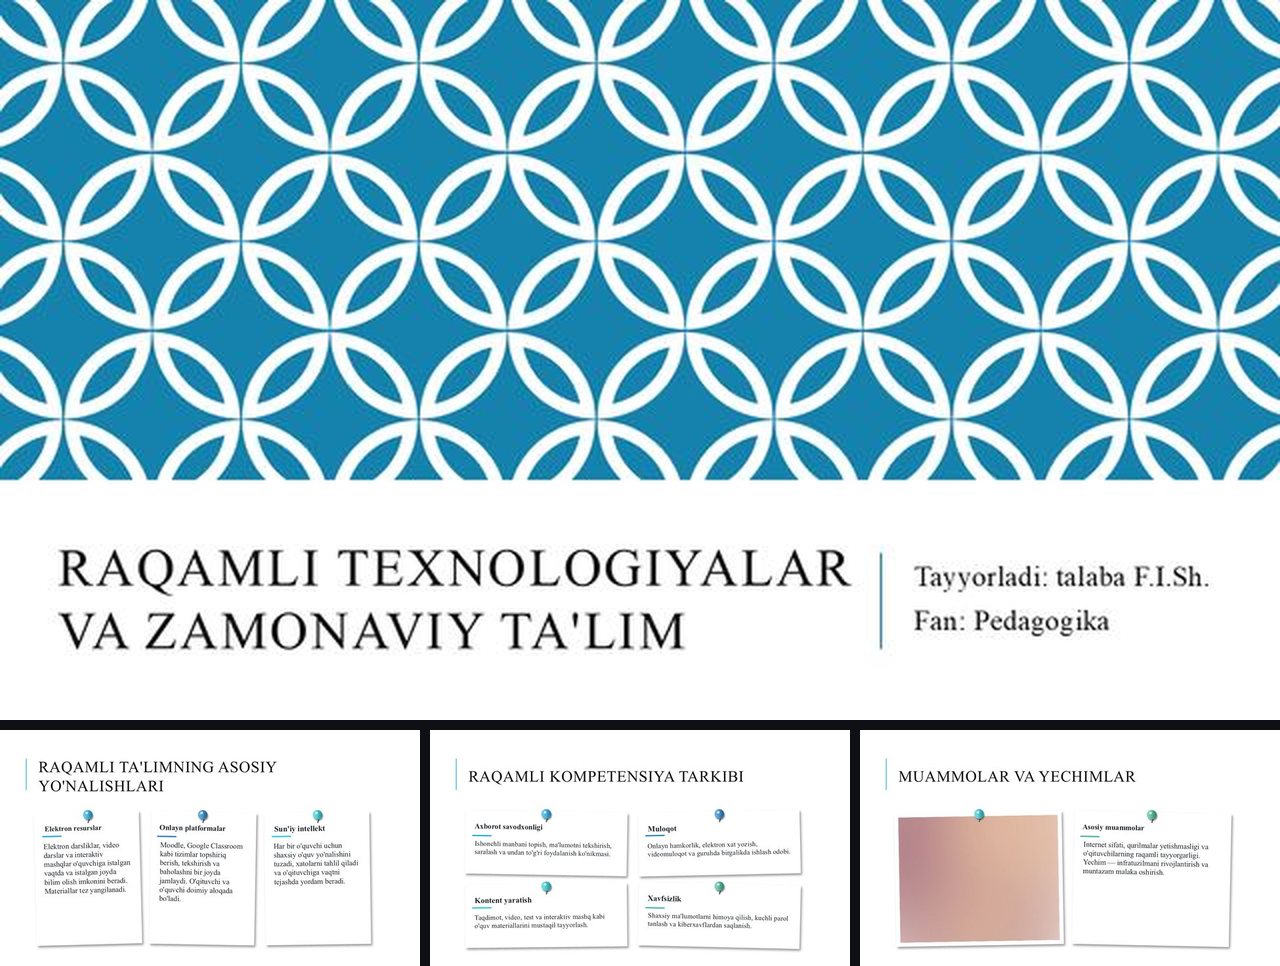 RAQAMLI TEXNOLOGIYALAR
VA ZAMONAVIY TA'LIM
Tayyorladi: talaba F.I.Sh.
Fan: Pedagogika
RAQAMLI TA'LIMNING ASOSIY
YO'NALISHLARI
Elektron resurslar
Elektron darsliklar, video
darslar va interaktiv
mashqlar o'quvchiga istalgan
vaqtda va istalgan joyda
bilim olish imkonini beradi.
Materiallar tez yangilanadi.
Onlayn platformalar
Moodle, Google Classroom
kabi tizimlar topshiriq
berish, tekshirish va
baholashni bir joyda
jamlaydi. O'qituvchi va
o'quvchi doimiy aloqada
bo'ladi.
Sun'iy intellekt
Har bir o'quvchi uchun
shaxsiy o'quv yo'nalishini
tuzadi, xatolarni tahlil qiladi
va o'qituvchiga vaqtni
tejashda yordam beradi.
RAQAMLI KOMPETENSIYA TARKIBI
Axborot savodxonligi
Ishonchli manbani topish, ma'lumotni tekshirish,
saralash va undan to'g'ri foydalanish ko'nikmasi.
Muloqot
Onlayn hamkorlik, elektron xat yozish,
videomuloqot va guruhda birgalikda ishlash odobi.
Kontent yaratish
Taqdimot, video, test va interaktiv mashq kabi
o'quv materiallarini mustaqil tayyorlash.
Xavfsizlik
Shaxsiy ma'lumotlarni himoya qilish, kuchli parol
tanlash va kiberxavflardan saqlanish.
MUAMMOLAR VA YECHIMLAR
Asosiy muammolar
Internet sifati, qurilmalar yetishmasligi va
o'qituvchilarning raqamli tayyorgarligi.
Yechim — infratuzilmani rivojlantirish va
muntazam malaka oshirish.